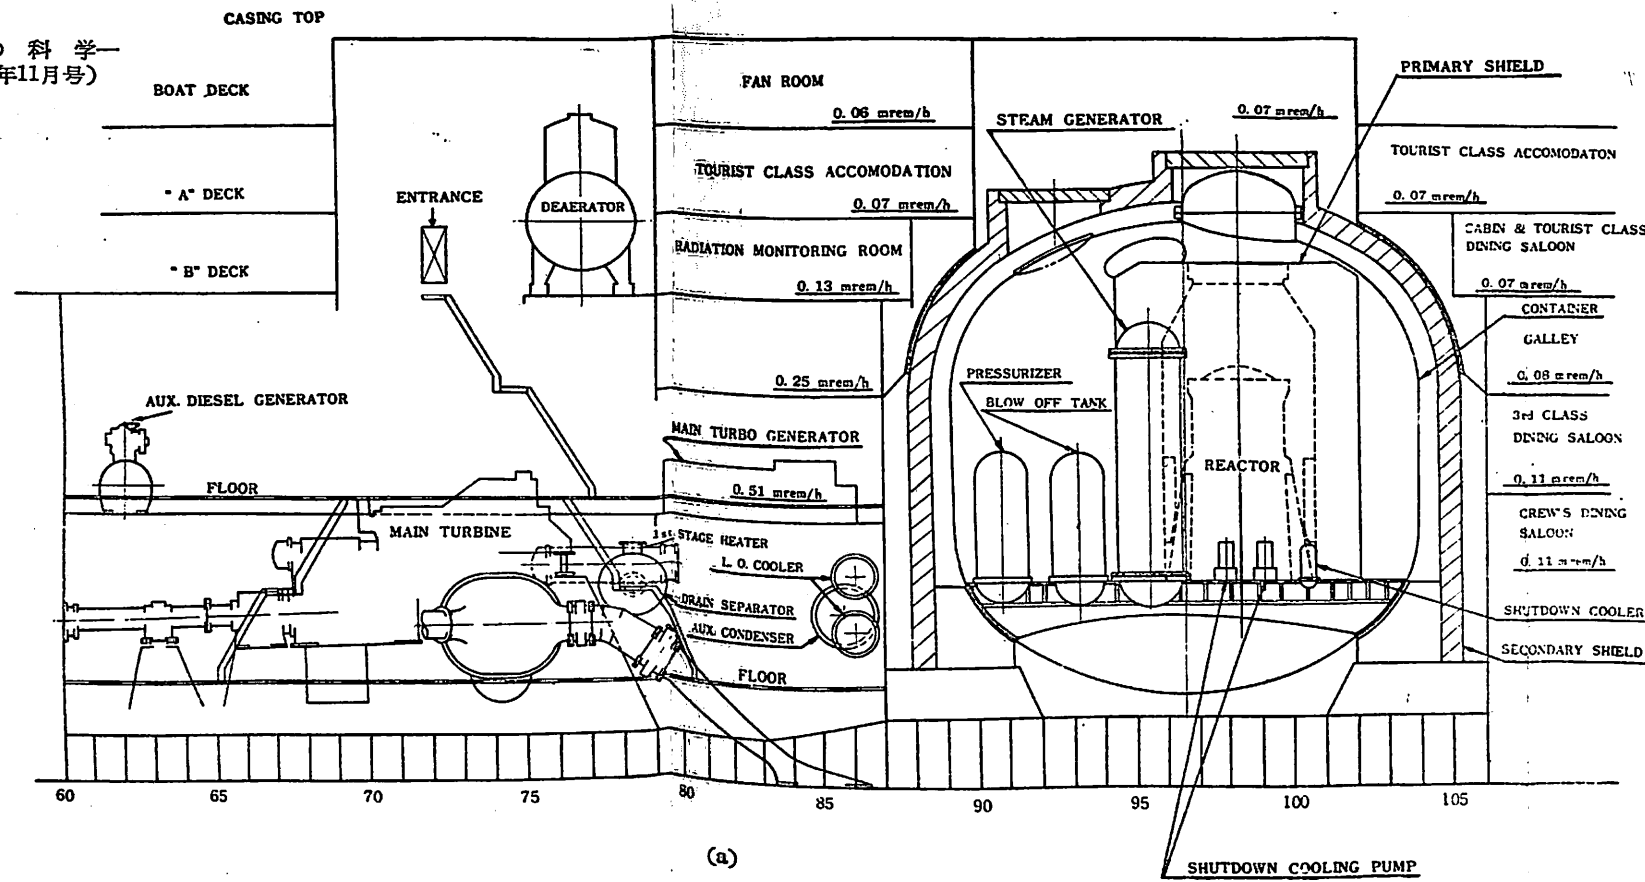 CASING TOP
科 学一
年11月号)
BOAT DECK
"A" DECK
"B" DECK
ENTRANCE
DEAERATOR
FAN ROOM
0.06 mrem/h
TOURIST CLASS ACCOMODATION
0.07 mrem/h
RADIATION MONITORING ROOM
0.13 mrem/h
0.25 mrem/h
STEAM GENERATOR
0.07 mrem/h
PRIMARY SHIELD
TOURIST CLASS ACCOMODATON
0.07 mrem/h
CABIN & TOURIST CLASS
DINING SALOON
0.07 mrem/h
CONTAINER
GALLEY
0.08 mrem/h
3rd CLASS
DINING SALOON
0.11 mrem/h
CREW'S DINING
SALOON
0.11 mrem/h
SHUTDOWN COOLER
SECONDARY SHIELD
PRESSURIZER
BLOW OFF TANK
REACTOR
AUX. DIESEL GENERATOR
FLOOR
MAIN TURBO GENERATOR
0.51 mrem/h
MAIN TURBINE
1st STAGE HEATER
L. O. COOLER
DRAIN SEPARATOR
AUX. CONDENSER
FLOOR
60 65 70 75 80 85 90 95 100 105
(a)
SHUTDOWN COOLING PUMP